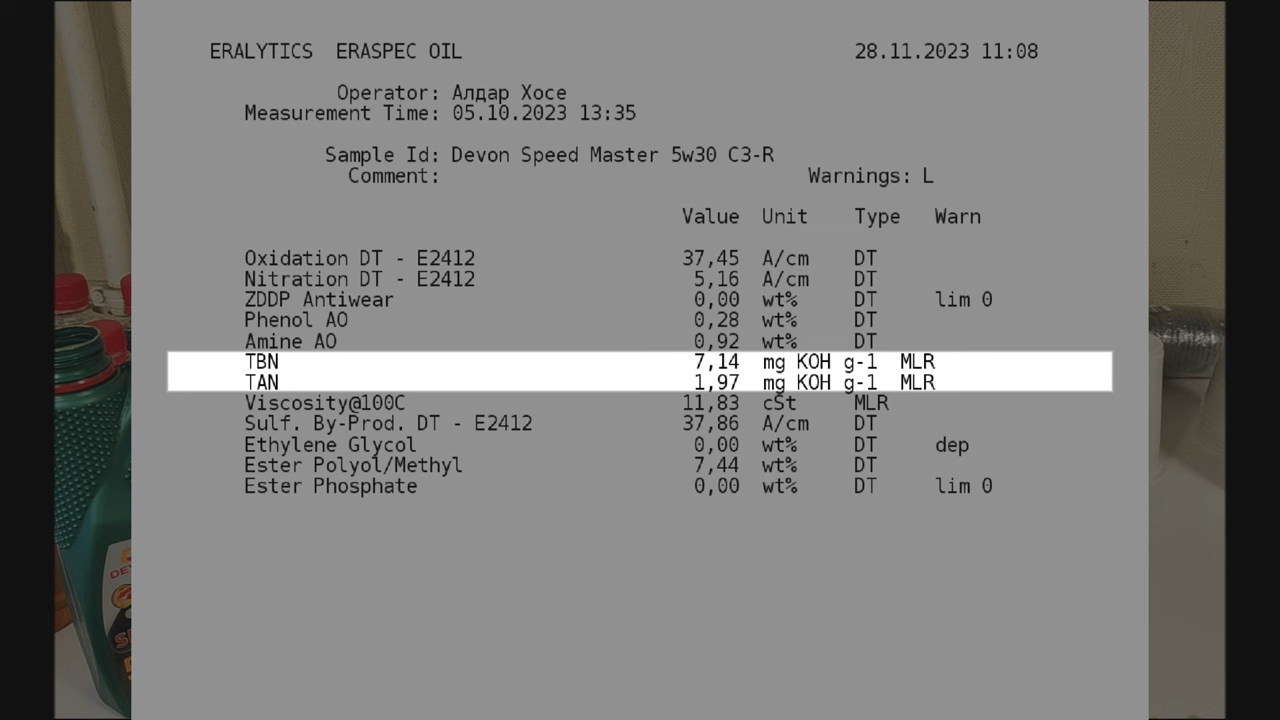 ERALYTICS ERASPEC OIL 28.11.2023 11:08
Operator: Алдар Хосе
Measurement Time: 05.10.2023 13:35
Sample Id: Devon Speed Master 5w30 C3-R
Comment: Warnings: L
Value Unit Type Warn
Oxidation DT - E2412 37,45 A/cm DT
Nitration DT - E2412 5,16 A/cm DT
ZDDP Antiwear 0,00 wt% DT lim 0
Phenol AO 0,28 wt% DT
Amine AO 0,92 wt% DT
TBN 7,14 mg KOH g-1 MLR
TAN 1,97 mg KOH g-1 MLR
Viscosity@100C 11,83 cSt MLR
Sulf. By-Prod. DT - E2412 37,86 A/cm DT
Ethylene Glycol 0,00 wt% DT dep
Ester Polyol/Methyl 7,44 wt% DT
Ester Phosphate 0,00 wt% DT lim 0